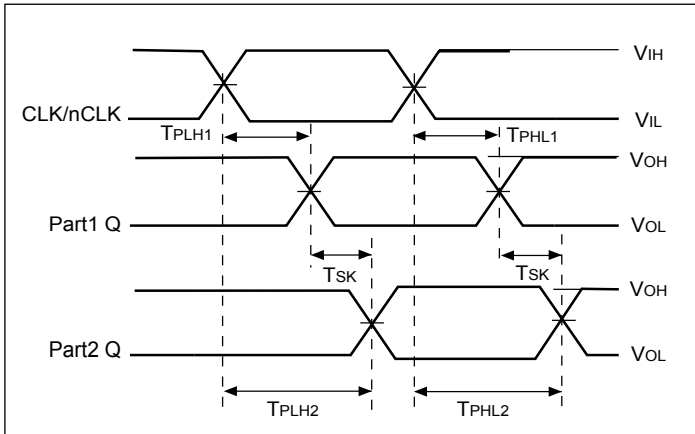 VIH
CLK/nCLK
VIL
TPLH1
TPHL1
VOH
Part1 Q
VOL
TSK
TSK
VOH
Part2 Q
VOL
TPLH2
TPHL2